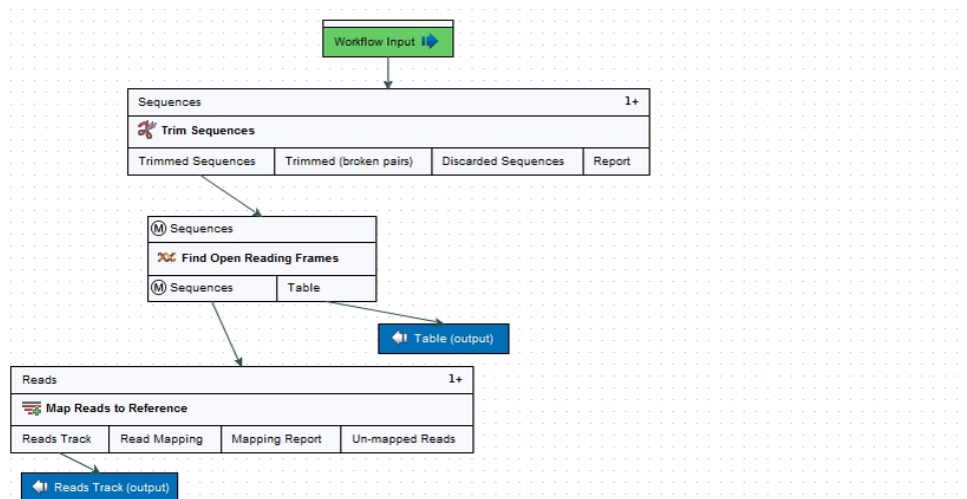 Workflow Input
Sequences 1+
Trim Sequences
Trimmed Sequences Trimmed (broken pairs) Discarded Sequences Report
M Sequences
Find Open Reading Frames
M Sequences Table
Table (output)
Reads 1+
Map Reads to Reference
Reads Track Read Mapping Mapping Report Un-mapped Reads
Reads Track (output)